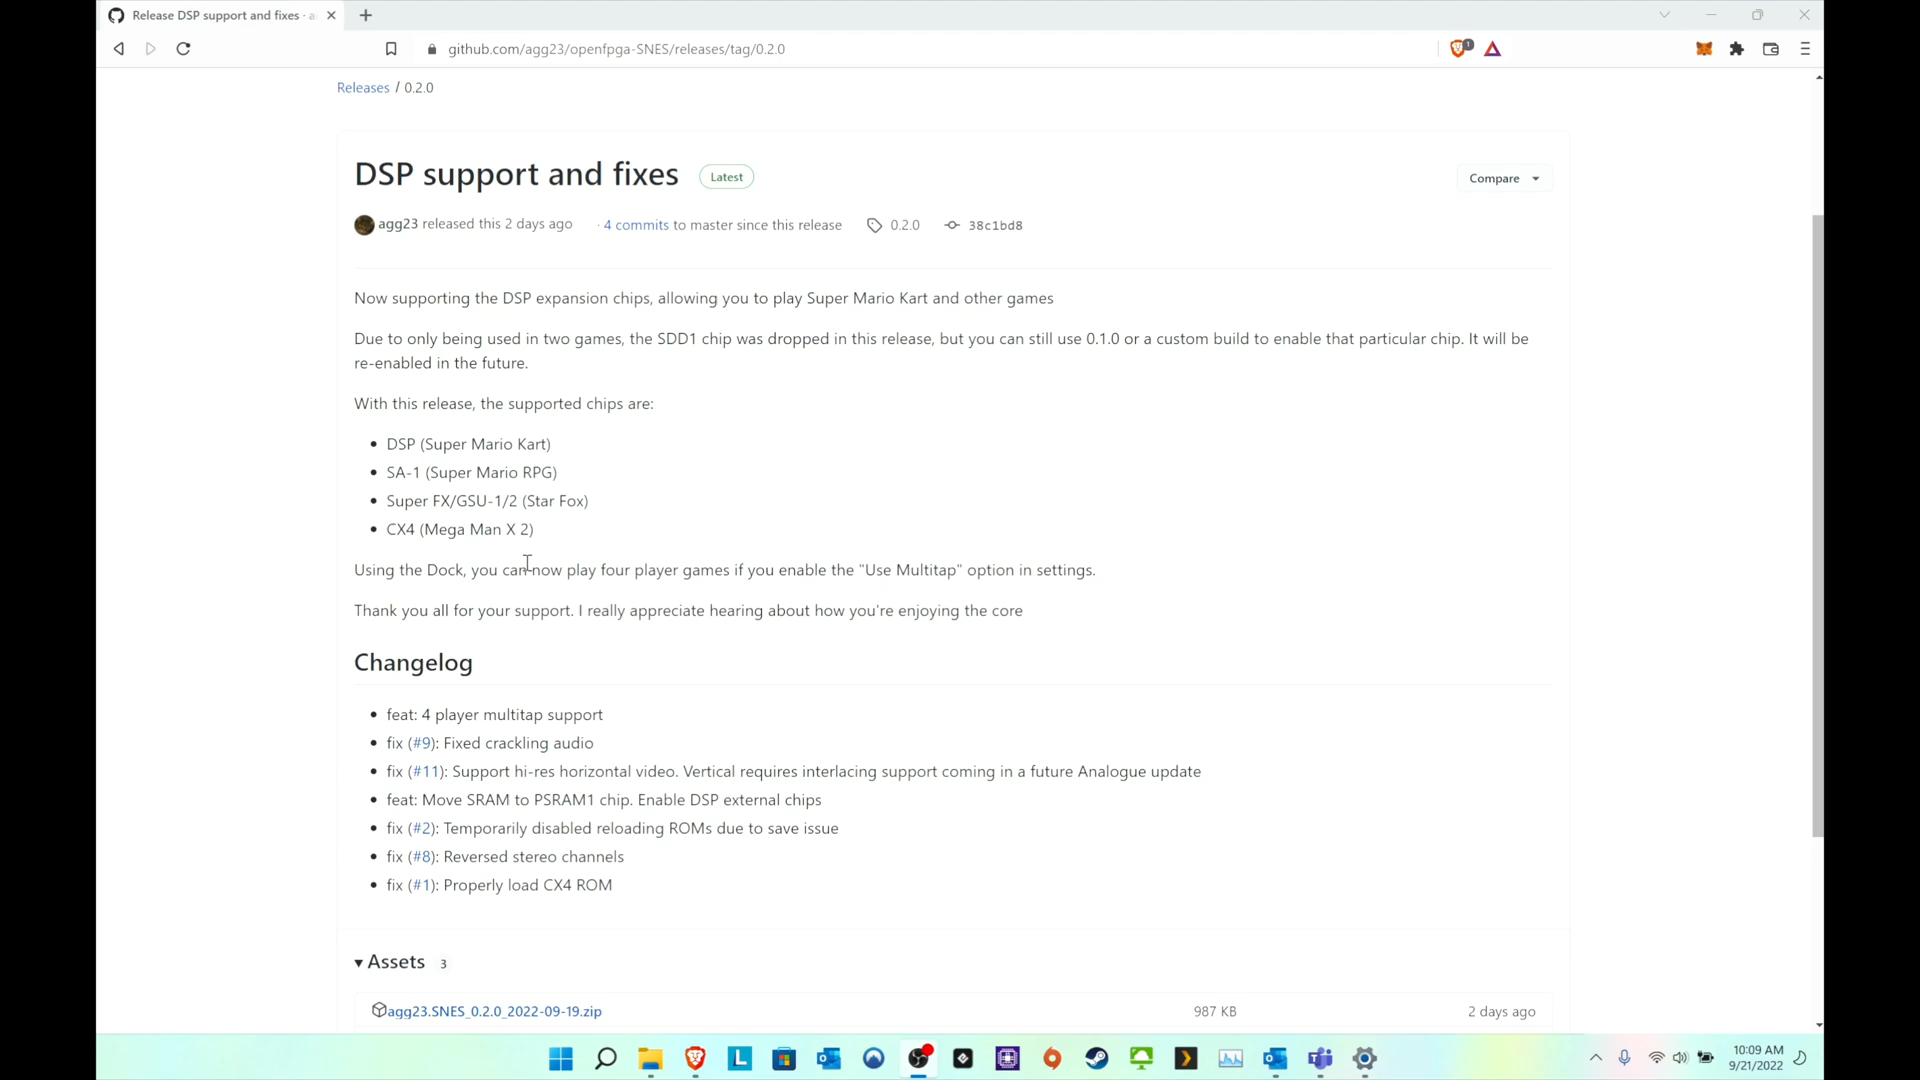 Release DSP support and fixes · a
github.com/agg23/openfpga-SNES/releases/tag/0.2.0
1
Releases / 0.2.0
DSP support and fixes
Latest
Compare
agg23 released this 2 days ago
· 4 commits to master since this release
0.2.0
38c1bd8
Now supporting the DSP expansion chips, allowing you to play Super Mario Kart and other games
Due to only being used in two games, the SDD1 chip was dropped in this release, but you can still use 0.1.0 or a custom build to enable that particular chip. It will be
re-enabled in the future.
With this release, the supported chips are:
• DSP (Super Mario Kart)
• SA-1 (Super Mario RPG)
• Super FX/GSU-1/2 (Star Fox)
• CX4 (Mega Man X 2)
Using the Dock, you can now play four player games if you enable the "Use Multitap" option in settings.
Thank you all for your support. I really appreciate hearing about how you're enjoying the core
Changelog
• feat: 4 player multitap support
• fix (#9): Fixed crackling audio
• fix (#11): Support hi-res horizontal video. Vertical requires interlacing support coming in a future Analogue update
• feat: Move SRAM to PSRAM1 chip. Enable DSP external chips
• fix (#2): Temporarily disabled reloading ROMs due to save issue
• fix (#8): Reversed stereo channels
• fix (#1): Properly load CX4 ROM
Assets 3
agg23.SNES_0.2.0_2022-09-19.zip
987 KB
2 days ago
L
10:09 AM
9/21/2022